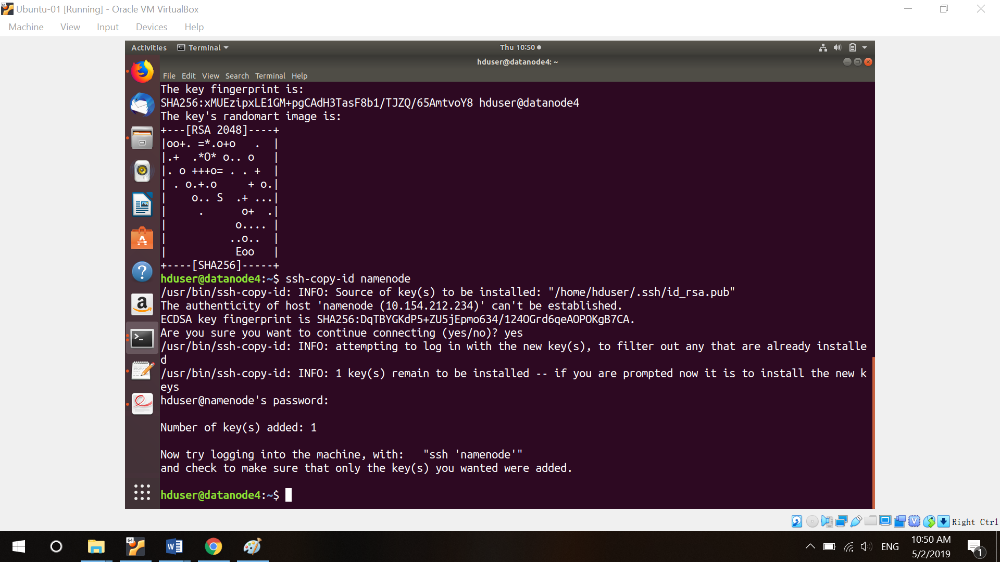 Ubuntu-01 [Running] - Oracle VM VirtualBox
Machine View Input Devices Help
Activities Terminal Thu 10:50
hduser@datanode4: ~
File Edit View Search Terminal Help
The key fingerprint is:
SHA256:xMUEzipxLE1GM+pgCAdH3TasF8b1/TJZQ/65AmtvoY8 hduser@datanode4
The key's randomart image is:
+---[RSA 2048]----+
|oo+. =*.o+o   .  |
|.+  .*O* o.. o   |
|. o +++o= . . +  |
| . o.+.o     + o.|
|    o.. S  .+ ...|
|     .      o+  .|
|           o.... |
|          ..o..  |
|           Eoo   |
+----[SHA256]-----+
hduser@datanode4:~$ ssh-copy-id namenode
/usr/bin/ssh-copy-id: INFO: Source of key(s) to be installed: "/home/hduser/.ssh/id_rsa.pub"
The authenticity of host 'namenode (10.154.212.234)' can't be established.
ECDSA key fingerprint is SHA256:DqTBYGKdP5+ZU5jEpmo634/124OGrd6qeAOPOKgB7CA.
Are you sure you want to continue connecting (yes/no)? yes
/usr/bin/ssh-copy-id: INFO: attempting to log in with the new key(s), to filter out any that are already installe
d
/usr/bin/ssh-copy-id: INFO: 1 key(s) remain to be installed -- if you are prompted now it is to install the new k
eys
hduser@namenode's password:
Number of key(s) added: 1
Now try logging into the machine, with:   "ssh 'namenode'"
and check to make sure that only the key(s) you wanted were added.
hduser@datanode4:~$
Right Ctrl
64
ENG
10:50 AM
5/2/2019
1